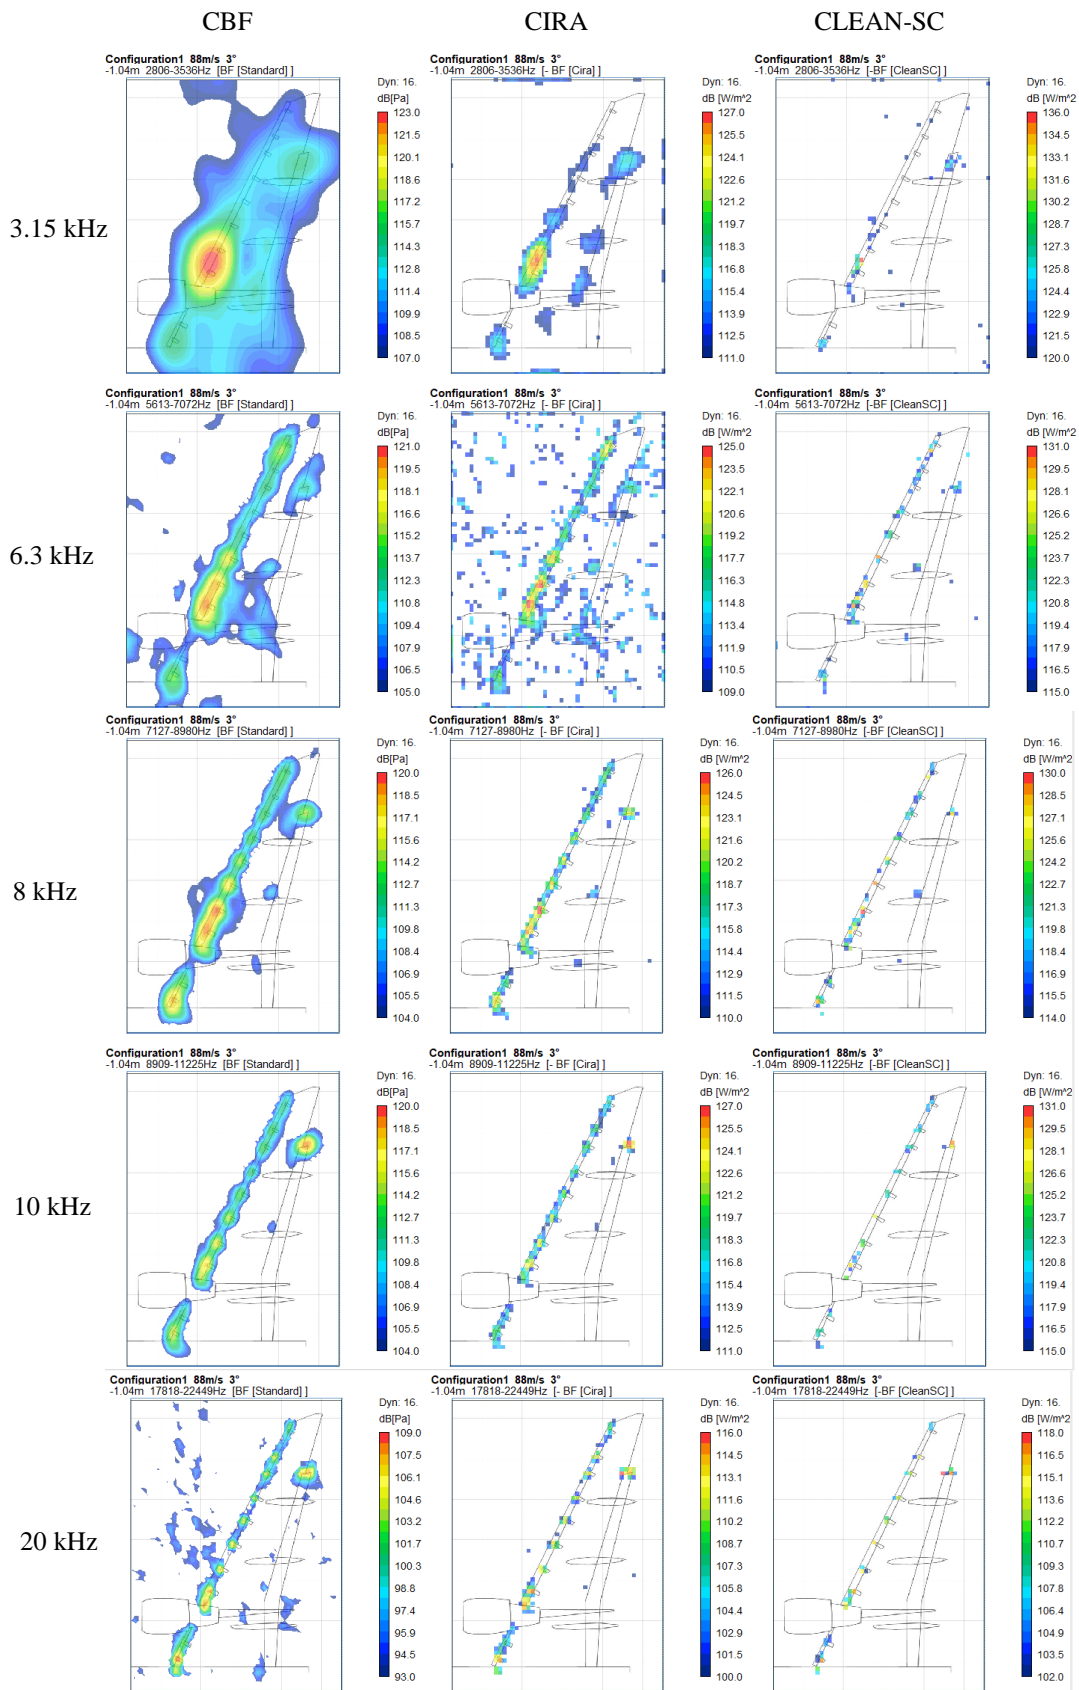 CBF CIRA CLEAN-SC
Configuration1 88m/s 3° Configuration1 88m/s 3° Configuration1 88m/s 3°
-1.04m 2806-3536Hz [BF [Standard] ] -1.04m 2806-3536Hz [- BF [Cira] ] -1.04m 2806-3536Hz [-BF [CleanSC] ]
Dyn: 16. Dyn: 16. Dyn: 16.
dB[Pa] dB [W/m^2 dB [W/m^2
123.0 127.0 136.0
121.5 125.5 134.5
120.1 124.1 133.1
118.6 122.6 131.6
117.2 121.2 130.2
115.7 119.7 128.7
3.15 kHz
114.3 118.3 127.3
112.8 116.8 125.8
111.4 115.4 124.4
109.9 113.9 122.9
108.5 112.5 121.5
107.0 111.0 120.0
Configuration1 88m/s 3° Configuration1 88m/s 3° Configuration1 88m/s 3°
-1.04m 5613-7072Hz [BF [Standard] ] -1.04m 5613-7072Hz [- BF [Cira] ] -1.04m 5613-7072Hz [-BF [CleanSC] ]
Dyn: 16. Dyn: 16. Dyn: 16.
dB[Pa] dB [W/m^2 dB [W/m^2
121.0 125.0 131.0
119.5 123.5 129.5
118.1 122.1 128.1
116.6 120.6 126.6
115.2 119.2 125.2
113.7 117.7 123.7
6.3 kHz
112.3 116.3 122.3
110.8 114.8 120.8
109.4 113.4 119.4
107.9 111.9 117.9
106.5 110.5 116.5
105.0 109.0 115.0
Configuration1 88m/s 3° Configuration1 88m/s 3° Configuration1 88m/s 3°
-1.04m 7127-8980Hz [BF [Standard] ] -1.04m 7127-8980Hz [- BF [Cira] ] -1.04m 7127-8980Hz [-BF [CleanSC] ]
Dyn: 16. Dyn: 16. Dyn: 16.
dB[Pa] dB [W/m^2 dB [W/m^2
120.0 126.0 130.0
118.5 124.5 128.5
117.1 123.1 127.1
115.6 121.6 125.6
114.2 120.2 124.2
112.7 118.7 122.7
8 kHz
111.3 117.3 121.3
109.8 115.8 119.8
108.4 114.4 118.4
106.9 112.9 116.9
105.5 111.5 115.5
104.0 110.0 114.0
Configuration1 88m/s 3° Configuration1 88m/s 3° Configuration1 88m/s 3°
-1.04m 8909-11225Hz [BF [Standard] ] -1.04m 8909-11225Hz [- BF [Cira] ] -1.04m 8909-11225Hz [-BF [CleanSC] ]
Dyn: 16. Dyn: 16. Dyn: 16.
dB[Pa] dB [W/m^2 dB [W/m^2
120.0 127.0 131.0
118.5 125.5 129.5
117.1 124.1 128.1
115.6 122.6 126.6
114.2 121.2 125.2
10 kHz
112.7 119.7 123.7
111.3 118.3 122.3
109.8 116.8 120.8
108.4 115.4 119.4
106.9 113.9 117.9
105.5 112.5 116.5
104.0 111.0 115.0
Configuration1 88m/s 3° Configuration1 88m/s 3° Configuration1 88m/s 3°
-1.04m 17818-22449Hz [BF [Standard] ] -1.04m 17818-22449Hz [- BF [Cira] ] -1.04m 17818-22449Hz [-BF [CleanSC] ]
Dyn: 16. Dyn: 16. Dyn: 16.
dB[Pa] dB [W/m^2 dB [W/m^2
109.0 116.0 118.0
107.5 114.5 116.5
106.1 113.1 115.1
104.6 111.6 113.6
103.2 110.2 112.2
20 kHz
101.7 108.7 110.7
100.3 107.3 109.3
98.8 105.8 107.8
97.4 104.4 106.4
95.9 102.9 104.9
94.5 101.5 103.5
93.0 100.0 102.0